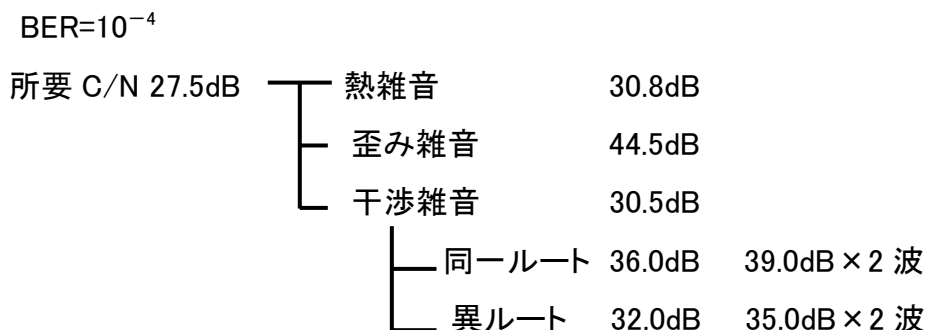 BER=10⁻⁴
所要 C/N 27.5dB 熱雑音 30.8dB
歪み雑音 44.5dB
干渉雑音 30.5dB
同一ルート 36.0dB 39.0dB×2 波
異ルート 32.0dB 35.0dB×2 波